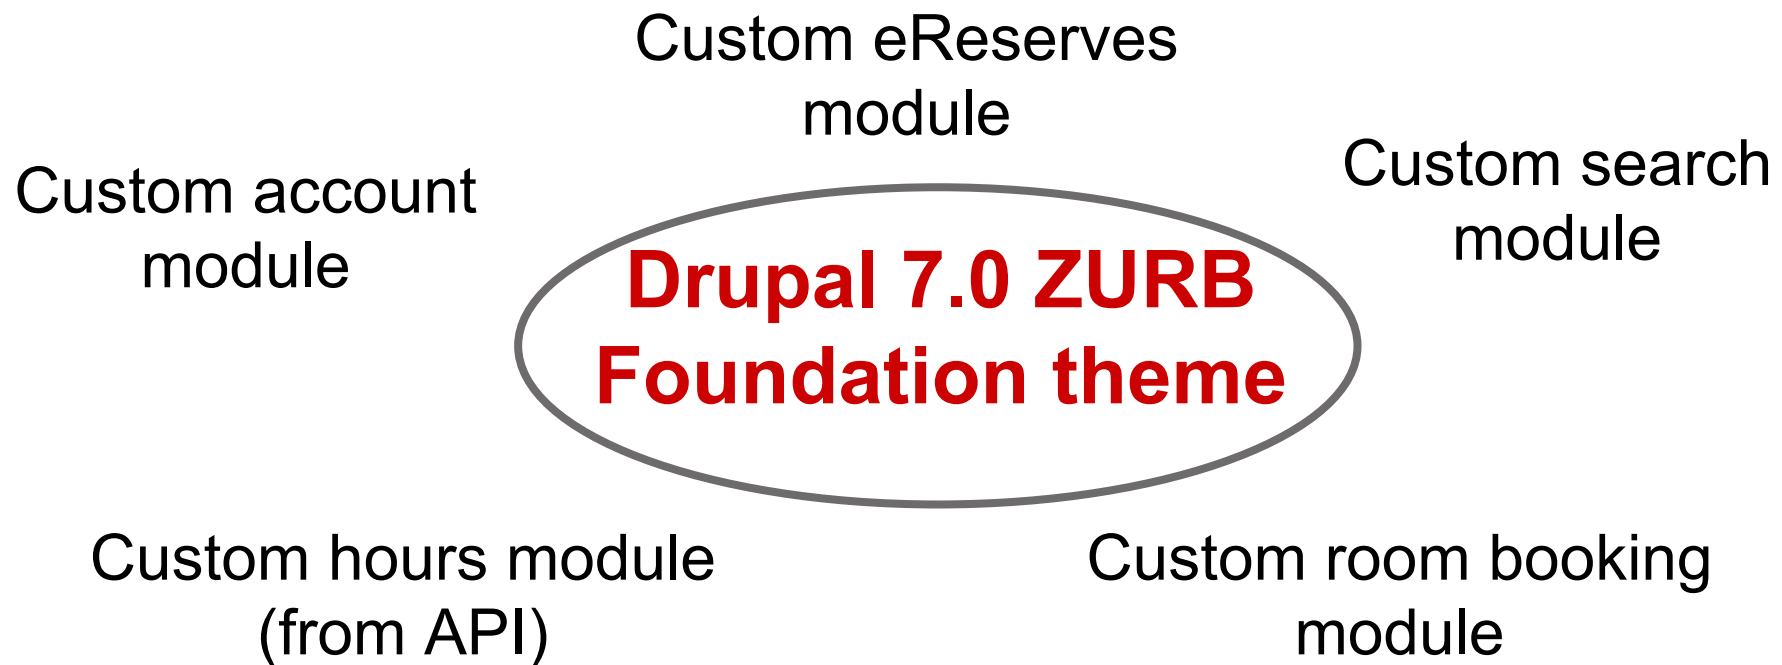 Custom eReserves
module
Custom account
module
Custom search
module
Drupal 7.0 ZURB
Foundation theme
Custom hours module
(from API)
Custom room booking
module